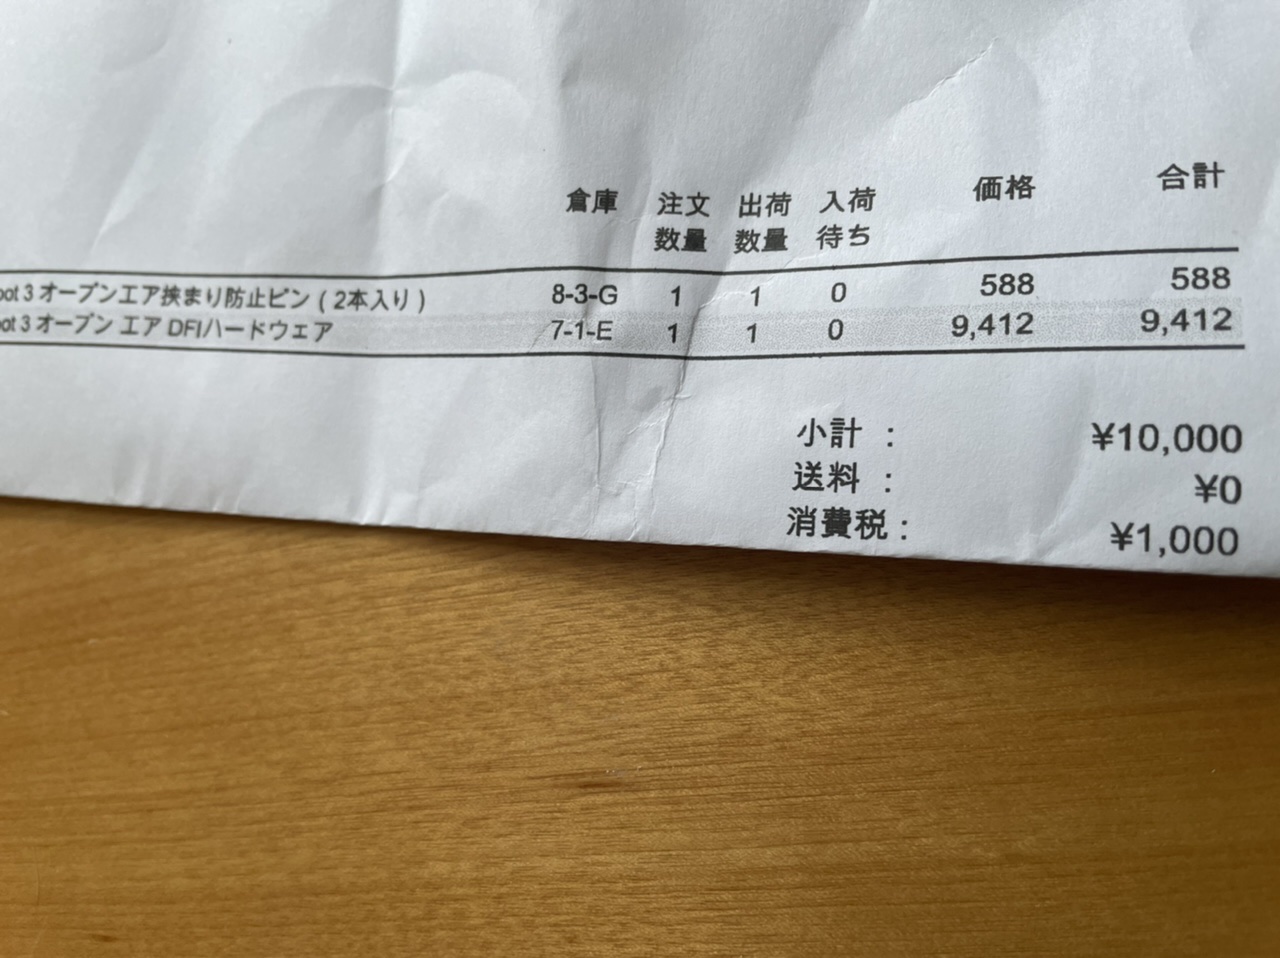 倉庫 注文数量 出荷数量 入荷待ち 価格 合計
3 オープンエア挟まり防止ピン ( 2本入り ) 8-3-G 1 1 0 588 588
3 オープン エア DFIハードウェア 7-1-E 1 1 0 9,412 9,412
小計 : ¥10,000
送料 : ¥0
消費税 : ¥1,000